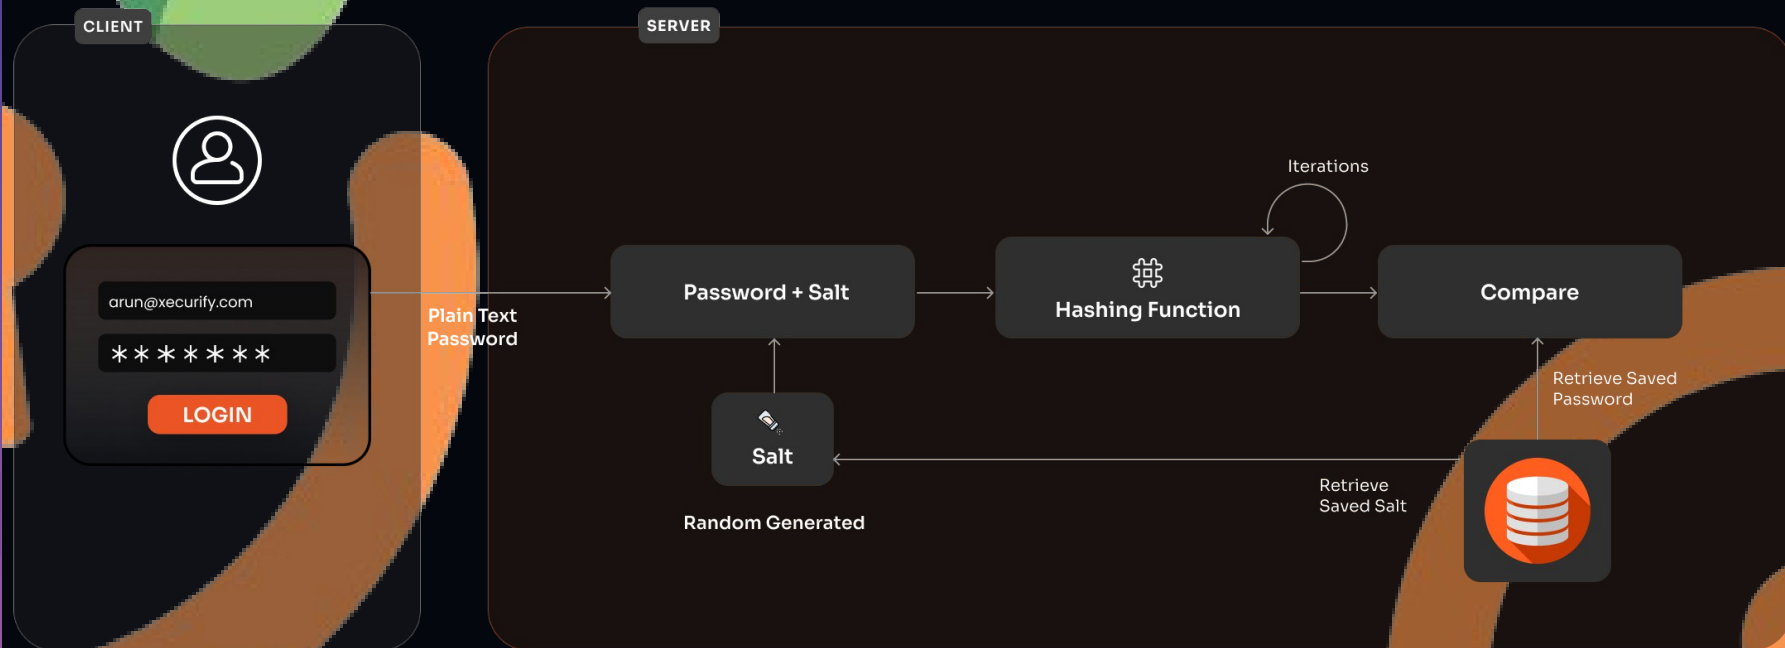 CLIENT
SERVER
Iterations
arun@xecurify.com
*******
LOGIN
Plain Text
Password
Password + Salt
Hashing Function
Compare
Salt
Random Generated
Retrieve Saved
Password
Retrieve
Saved Salt